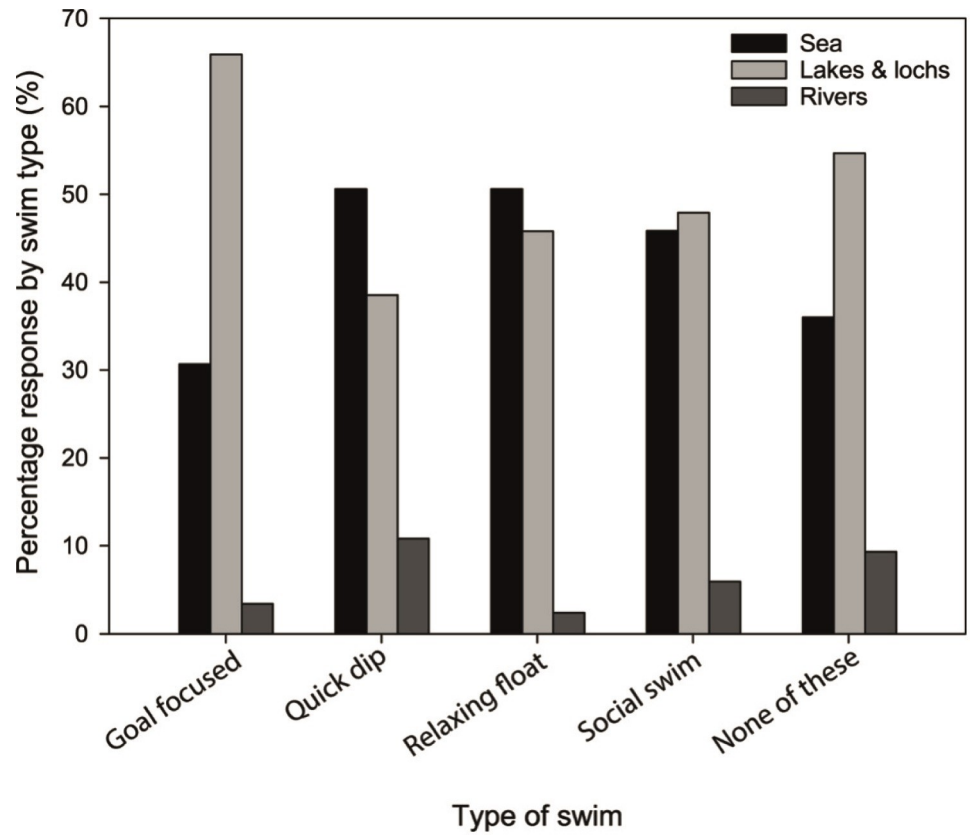 Percentage response by swim type (%)
70
60
50
40
30
20
10
0
Sea
Lakes & lochs
Rivers
Goal focused
Quick dip
Relaxing float
Social swim
None of these
Type of swim